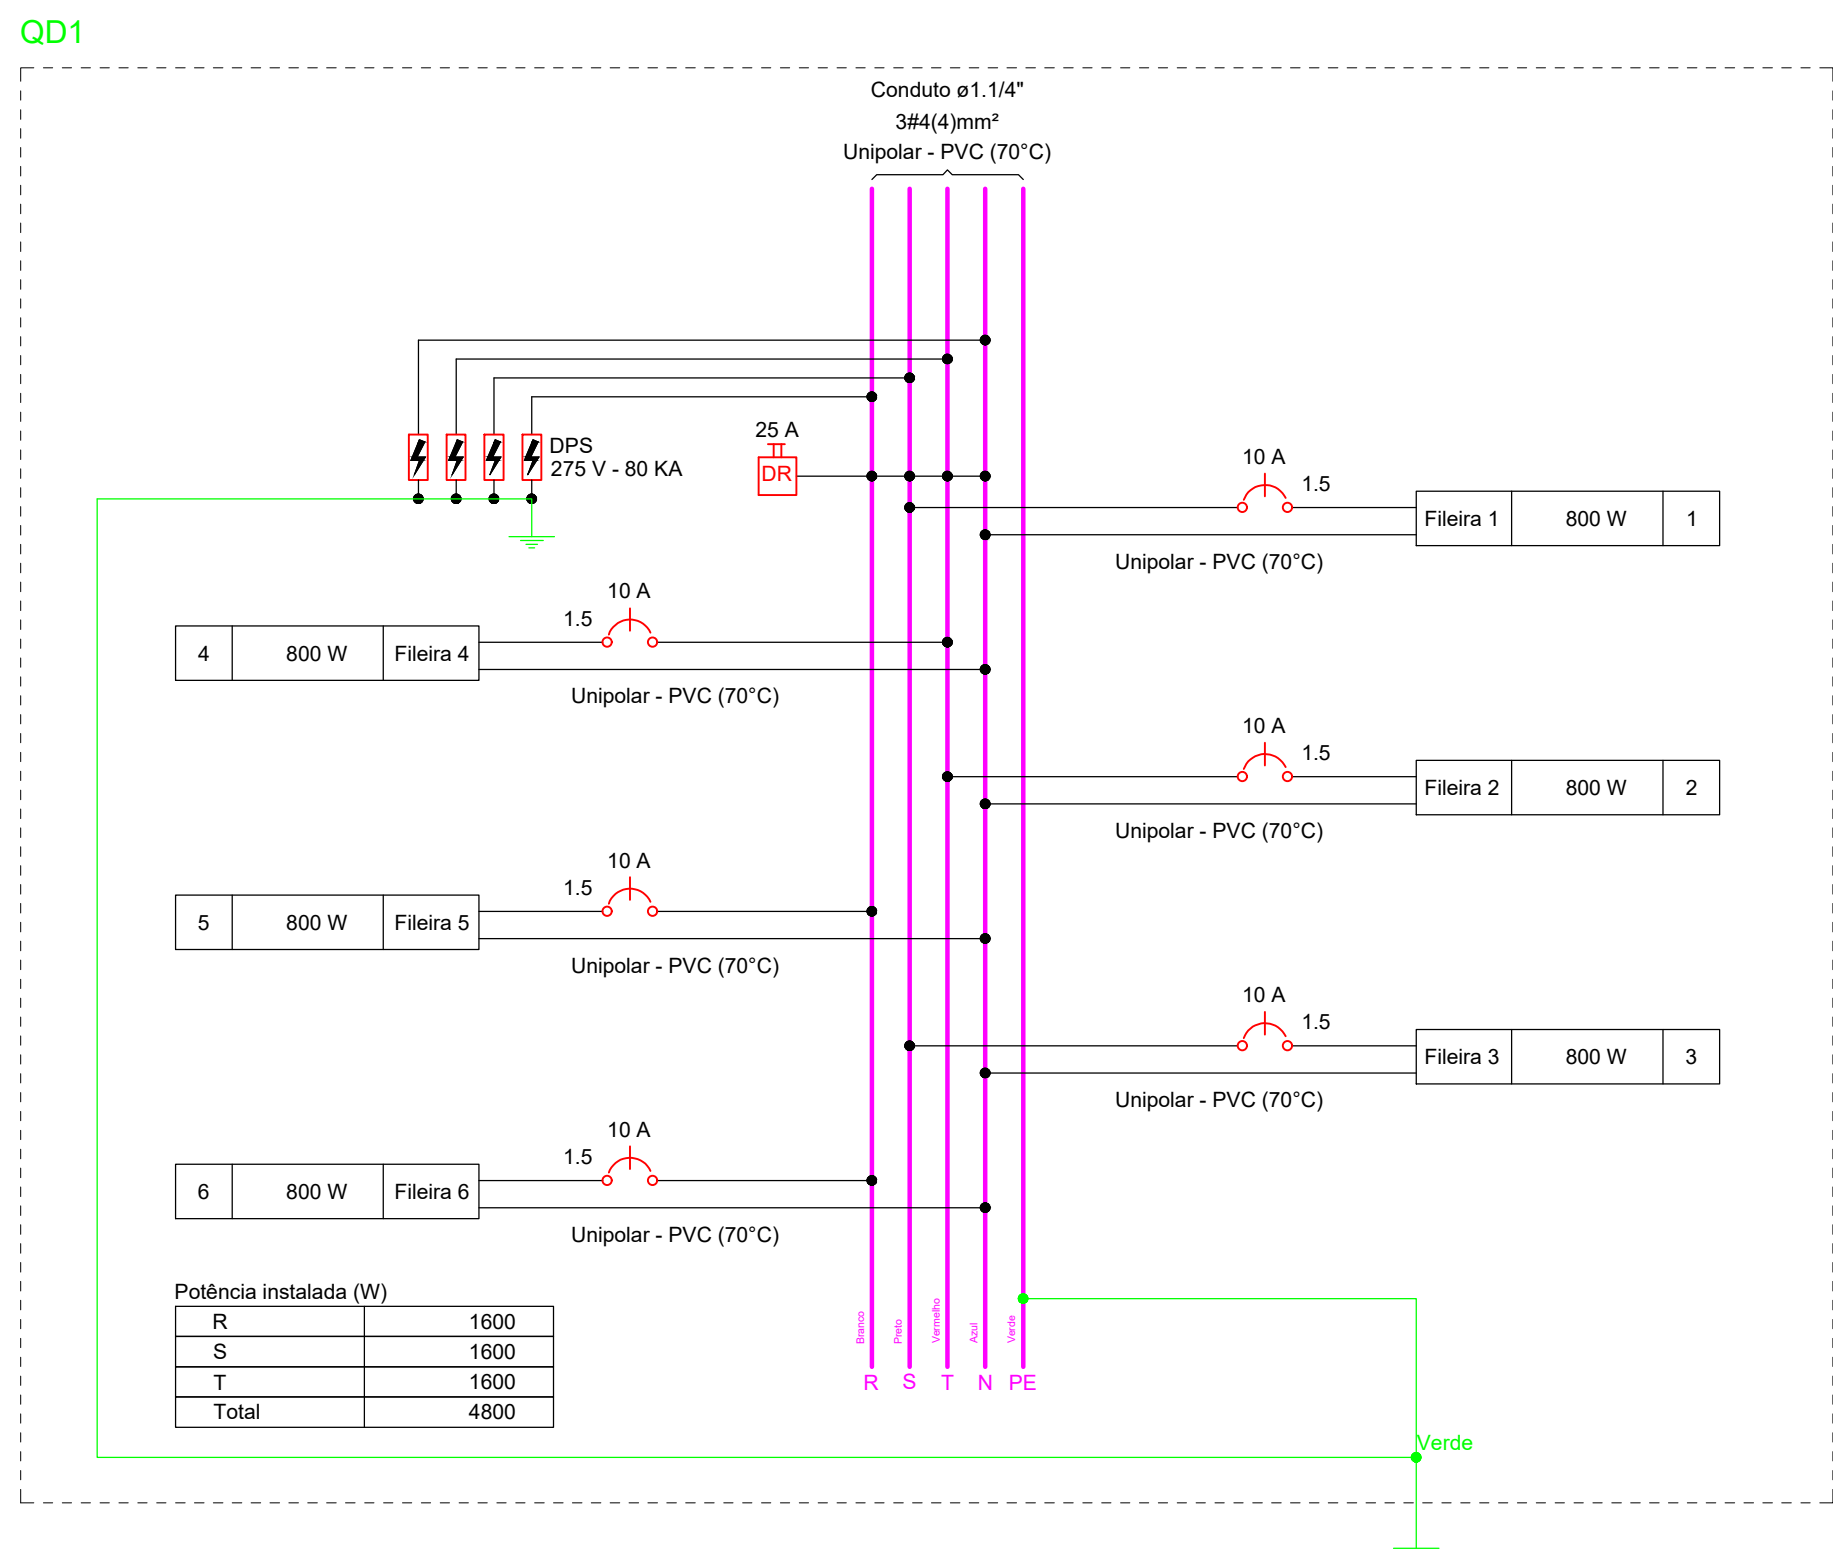 QD1
Conduto ø1.1/4"
3#4(4)mm²
Unipolar - PVC (70°C)
DPS
275 V - 80 KA
25 A
DR
10 A
1.5
Fileira 1 800 W 1
Unipolar - PVC (70°C)
10 A
1.5
4 800 W Fileira 4
Unipolar - PVC (70°C)
10 A
1.5
Fileira 2 800 W 2
Unipolar - PVC (70°C)
10 A
1.5
5 800 W Fileira 5
Unipolar - PVC (70°C)
10 A
1.5
Fileira 3 800 W 3
Unipolar - PVC (70°C)
10 A
1.5
6 800 W Fileira 6
Unipolar - PVC (70°C)
Potência instalada (W)
R 1600
S 1600
T 1600
Total 4800
Branco
Preto
Vermelho
Azul
Verde
R S T N PE
Verde